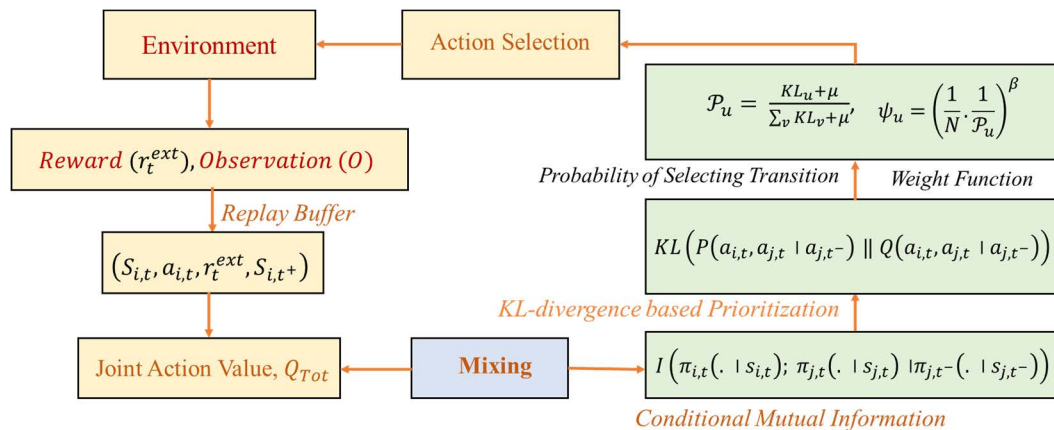 Environment
Action Selection
𝒫_u = (KL_u+μ)/(∑_v KL_v+μ), ψ_u = (1/N . 1/𝒫_u)^β
Probability of Selecting Transition
Weight Function
Reward (r_t^{ext}), Observation (O)
Replay Buffer
(S_{i,t}, a_{i,t}, r_t^{ext}, S_{i,t^+})
KL(P(a_{i,t}, a_{j,t} ∣ a_{j,t^-}) ∥ Q(a_{i,t}, a_{j,t} ∣ a_{j,t^-}))
KL-divergence based Prioritization
Joint Action Value, Q_{Tot}
Mixing
I(π_{i,t}(. ∣ s_{i,t}); π_{j,t}(. ∣ s_{j,t}) ∣π_{j,t^-}(. ∣ s_{j,t^-}))
Conditional Mutual Information